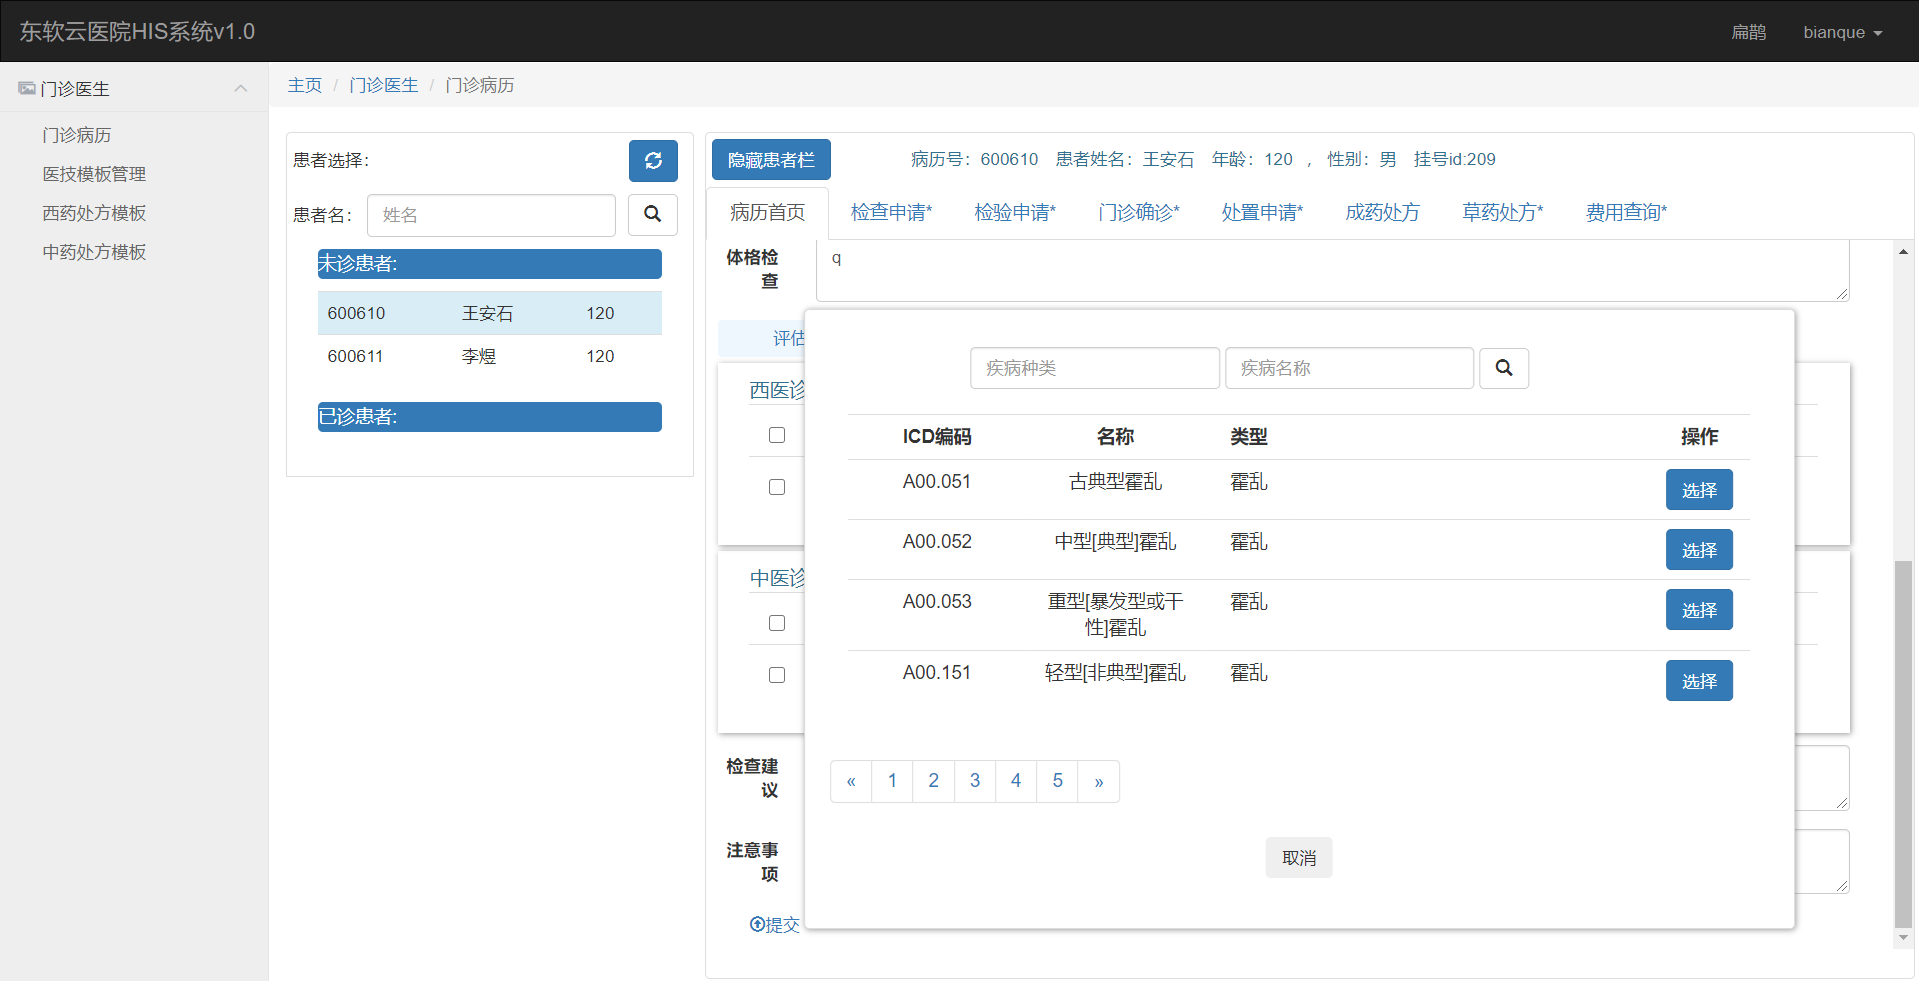 东软云医院HIS系统v1.0
扁鹊 bianque
门诊医生
门诊病历
医技模板管理
西药处方模板
中药处方模板
主页 / 门诊医生 / 门诊病历
患者选择:
患者名: 姓名
未诊患者:
600610 王安石 120
600611 李煜 120
已诊患者:
隐藏患者栏 病历号：600610 患者姓名：王安石 年龄：120 ，性别：男 挂号id:209
病历首页 检查申请* 检验申请* 门诊确诊* 处置申请* 成药处方 草药处方* 费用查询*
体格检查 q
评估
西医诊
中医诊
检查建议
注意事项
提交
疾病种类 疾病名称
ICD编码 名称 类型 操作
A00.051 古典型霍乱 霍乱 选择
A00.052 中型[典型]霍乱 霍乱 选择
A00.053 重型[暴发型或干性]霍乱 霍乱 选择
A00.151 轻型[非典型]霍乱 霍乱 选择
« 1 2 3 4 5 »
取消